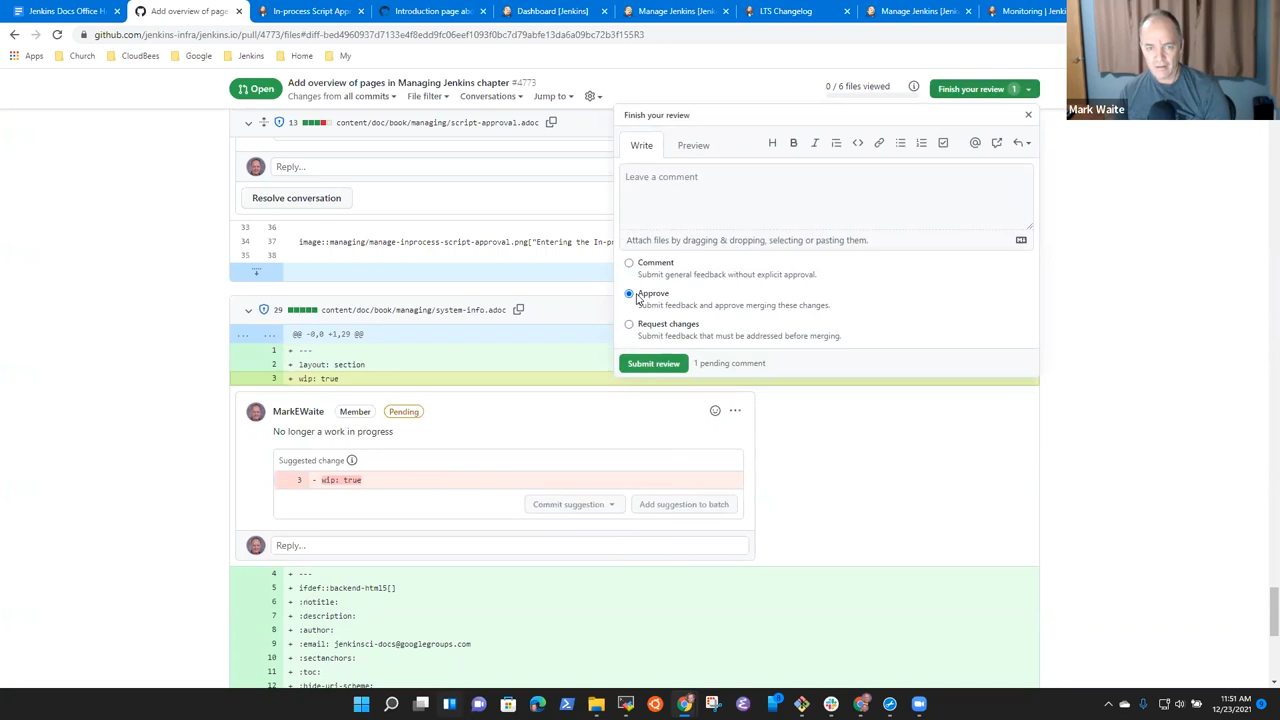 Jenkins Docs Office H
Add overview of pages
In-process Script App
Introduction page abo
Dashboard [Jenkins]
Manage Jenkins [Jenki
LTS Changelog
Manage Jenkins [Jenki
Monitoring | Jenkin
github.com/jenkins-infra/jenkins.io/pull/4773/files#diff-bed4960937d7133e4f8edd9fc06eef1093f0bc7d79abfe13da6a09bc72b3f155R3
Apps
Church
CloudBees
Google
Jenkins
Home
My
Mark Waite
Open
Add overview of pages in Managing Jenkins chapter #4773
Changes from all commits
File filter
Conversations
Jump to
0 / 6 files viewed
Finish your review 1
13 content/doc/book/managing/script-approval.adoc
Reply...
Resolve conversation
33 36
34 37 image::managing/manage-inprocess-script-approval.png["Entering the In-pr
35 38
29 content/doc/book/managing/system-info.adoc
... ... @@ -0,0 +1,29 @@
1 + ---
2 + layout: section
3 + wip: true
Finish your review
Write
Preview
Leave a comment
Attach files by dragging & dropping, selecting or pasting them.
Comment
Submit general feedback without explicit approval.
Approve
Submit feedback and approve merging these changes.
Request changes
Submit feedback that must be addressed before merging.
Submit review
1 pending comment
MarkEWaite
Member
Pending
No longer a work in progress
Suggested change
3 - wip: true
Commit suggestion
Add suggestion to batch
Reply...
4 + ---
5 + ifdef::backend-html5[]
6 + :notitle:
7 + :description:
8 + :author:
9 + :email: jenkinsci-docs@googlegroups.com
10 + :sectanchors:
11 + :toc:
12 + :hide-uri-scheme:
11:51 AM
12/23/2021